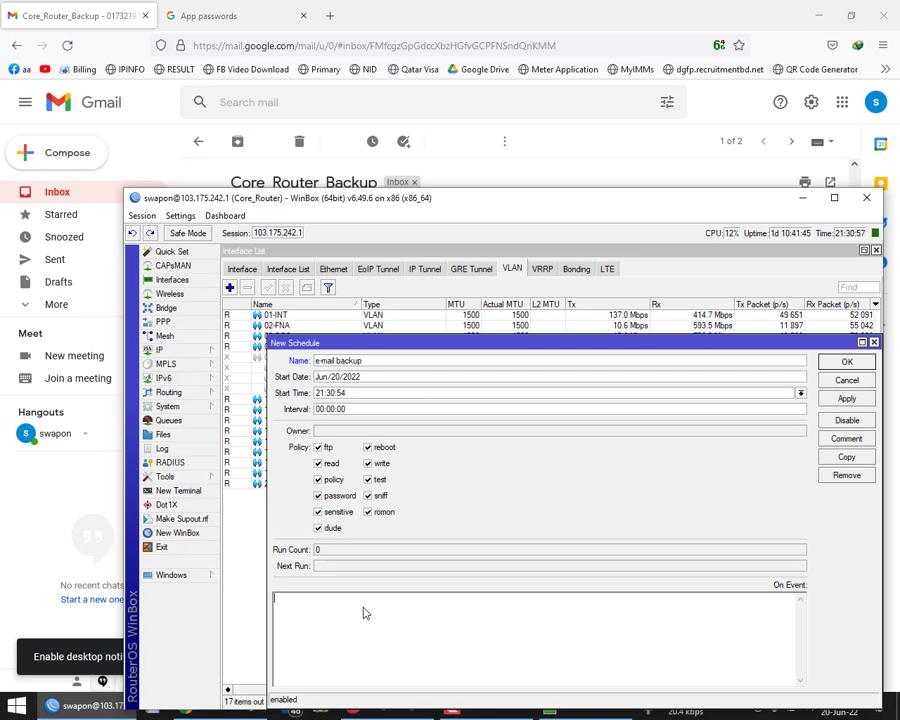 Core_Router_Backup - 0173219
App passwords
https://mail.google.com/mail/u/0/#inbox/FMfcgzGpGdccXbzHGfvGCPFNSndQnKMM
aa
Billing
IPINFO
RESULT
FB Video Download
Primary
NID
Qatar Visa
Google Drive
Meter Application
MyIMMs
dgfp.recruitmentbd.net
QR Code Generator
Gmail
Search mail
S
Compose
1 of 2
Inbox
Core_Router_Backup
Inbox ×
Starred
Snoozed
Sent
Drafts
More
Meet
New meeting
Join a meeting
Hangouts
S swapon
No recent chats
Start a new one
Enable desktop noti
swapon@103.175.242.1 (Core_Router) - WinBox (64bit) v6.49.6 on x86 (x86_64)
Session Settings Dashboard
Safe Mode Session: 103.175.242.1 CPU: 12% Uptime: 1d 10:41:45 Time: 21:30:57
Quick Set
CAPsMAN
Interfaces
Wireless
Bridge
PPP
Mesh
IP
MPLS
IPv6
Routing
System
Queues
Files
Log
RADIUS
Tools
New Terminal
Dot1X
Make Supout.rif
New WinBox
Exit
Windows
RouterOS WinBox
Interface List
Interface Interface List Ethernet EoIP Tunnel IP Tunnel GRE Tunnel VLAN VRRP Bonding LTE
Find
Name Type MTU Actual MTU L2 MTU Tx Rx Tx Packet (p/s) Rx Packet (p/s)
R 01-INT VLAN 1500 1500 137.0 Mbps 414.7 Mbps 49 651 52 091
R 02-FNA VLAN 1500 1500 10.6 Mbps 593.5 Mbps 11 897 55 042
R
R
X
X
X
R
R
R
R
R
R
R
R
R
17 items out
New Schedule
Name: e-mail backup
Start Date: Jun/20/2022
Start Time: 21:30:54
Interval: 00:00:00
Owner:
Policy: ftp reboot
read write
policy test
password sniff
sensitive romon
dude
Run Count: 0
Next Run:
On Event:
enabled
OK
Cancel
Apply
Disable
Comment
Copy
Remove
swapon@103.17
20.4 kbps
20-Jun-22